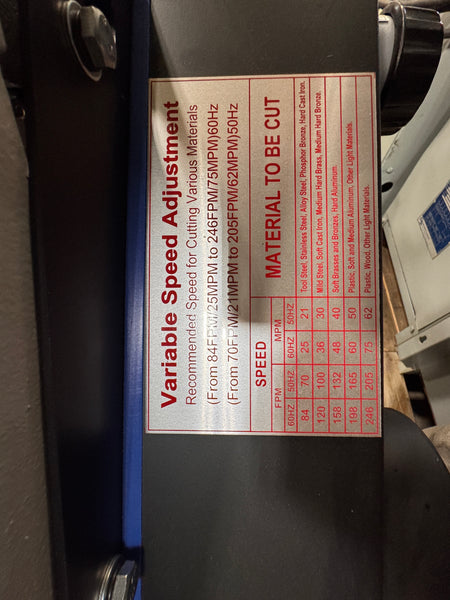 Variable Speed Adjustment
Recommended Speed for Cutting Various Materials
(From 84FPM/25MPM to 246FPM/75MPM)60Hz
(From 70FPM/21MPM to 205FPM/62MPM)50Hz
SPEED MATERIAL TO BE CUT
FPM MPM
60HZ 50HZ 60HZ 50HZ
84 70 25 21 Tool Steel, Stainless Steel, Alloy Steel, Phosphor Bronze, Hard Cast Iron.
120 100 36 30 Mild Steel, Soft Cast Iron, Medium Hard Brass, Medium Hard Bronze.
158 132 48 40 Soft Brasses and Bronzes, Hard Aluminum.
198 165 60 50 Plastic, Soft and Medium Aluminum, Other Light Materials.
246 205 75 62 Plastic, Wood, Other Light Materials.